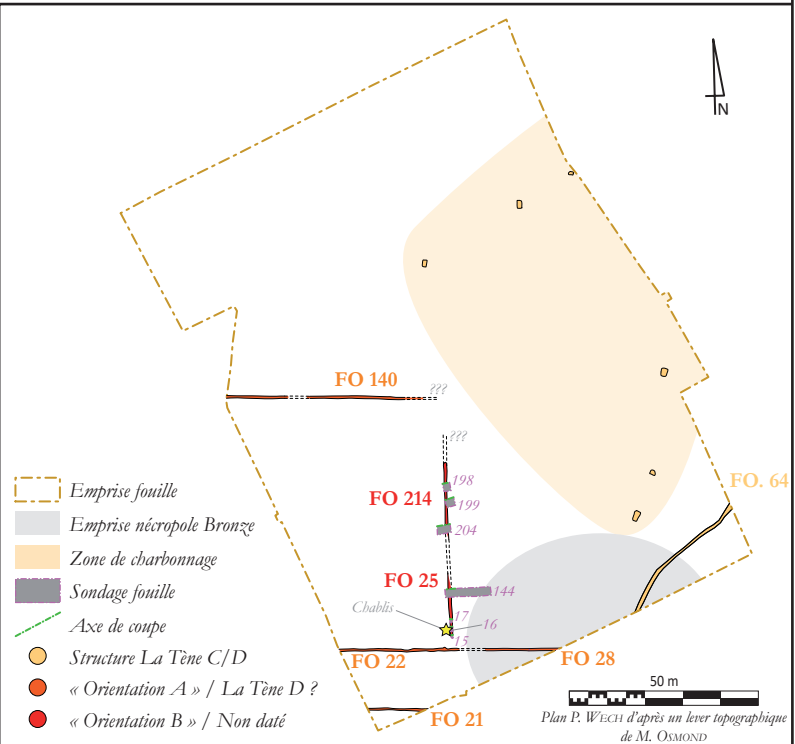 N
FO 140
???
???
198
FO 214
199
FO. 64
204
FO 25
144
Chablis
17
16
15
FO 22
FO 28
FO 21
Emprise fouille
Emprise nécropole Bronze
Zone de charbonnage
Sondage fouille
Axe de coupe
Structure La Tène C/D
« Orientation A » / La Tène D ?
« Orientation B » / Non daté
50 m
Plan P. WECH d'après un lever topographique
de M. OSMOND